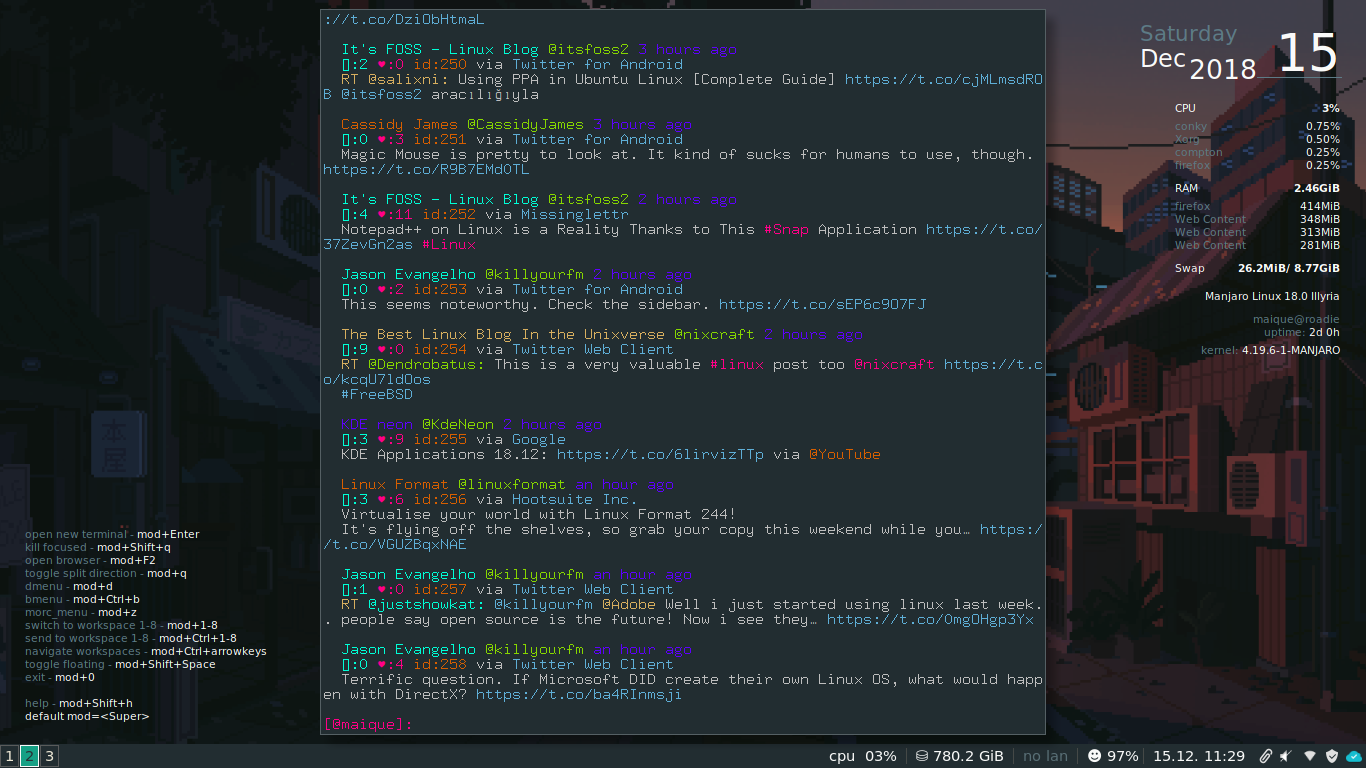 ://t.co/DziObHtmaL
It's FOSS - Linux Blog @itsfoss2 3 hours ago
▯:2 ♥:0 id:250 via Twitter for Android
RT @salixni: Using PPA in Ubuntu Linux [Complete Guide] https://t.co/cjMLmsdRO
B @itsfoss2 aracılığıyla
Cassidy James @CassidyJames 3 hours ago
▯:0 ♥:3 id:251 via Twitter for Android
Magic Mouse is pretty to look at. It kind of sucks for humans to use, though.
https://t.co/R9B7EMdOTL
It's FOSS - Linux Blog @itsfoss2 2 hours ago
▯:4 ♥:11 id:252 via Missinglettr
Notepad++ on Linux is a Reality Thanks to This #Snap Application https://t.co/
37ZevGn2as #Linux
Jason Evangelho @killyourfm 2 hours ago
▯:0 ♥:2 id:253 via Twitter for Android
This seems noteworthy. Check the sidebar. https://t.co/sEP6c9O7FJ
The Best Linux Blog In the Unixverse @nixcraft 2 hours ago
▯:9 ♥:0 id:254 via Twitter Web Client
RT @Dendrobatus: This is a very valuable #linux post too @nixcraft https://t.c
o/kcqU7ldOos
#FreeBSD
KDE neon @KdeNeon 2 hours ago
▯:3 ♥:9 id:255 via Google
KDE Applications 18.12: https://t.co/6lirvizTTp via @YouTube
Linux Format @linuxformat an hour ago
▯:3 ♥:6 id:256 via Hootsuite Inc.
Virtualise your world with Linux Format 244!
It's flying off the shelves, so grab your copy this weekend while you… https:/
/t.co/VGUZBqxNAE
Jason Evangelho @killyourfm an hour ago
▯:1 ♥:0 id:257 via Twitter Web Client
RT @justshowkat: @killyourfm @Adobe Well i just started using linux last week.
. people say open source is the future! Now i see they… https://t.co/OmgOHgp3Yx
Jason Evangelho @killyourfm an hour ago
▯:0 ♥:4 id:258 via Twitter Web Client
Terrific question. If Microsoft DID create their own Linux OS, what would happ
en with DirectX? https://t.co/ba4RInmsji
[@maique]:
Saturday
Dec 2018 15
CPU 3%
conky 0.75%
Xorg 0.50%
compton 0.25%
firefox 0.25%
RAM 2.46GiB
firefox 414MiB
Web Content 348MiB
Web Content 313MiB
Web Content 281MiB
Swap 26.2MiB/ 8.77GiB
Manjaro Linux 18.0 Illyria
maique@roadie
uptime: 2d 0h
kernel: 4.19.6-1-MANJARO
本屋
open new terminal - mod+Enter
kill focused - mod+Shift+q
open browser - mod+F2
toggle split direction - mod+q
dmenu - mod+d
bmenu - mod+Ctrl+b
morc_menu - mod+z
switch to workspace 1-8 - mod+1-8
send to workspace 1-8 - mod+Ctrl+1-8
navigate workspaces - mod+Ctrl+arrowkeys
toggle floating - mod+Shift+Space
exit - mod+0
help - mod+Shift+h
default mod=<Super>
1 2 3
cpu 03% 780.2 GiB no lan 97% 15.12. 11:29